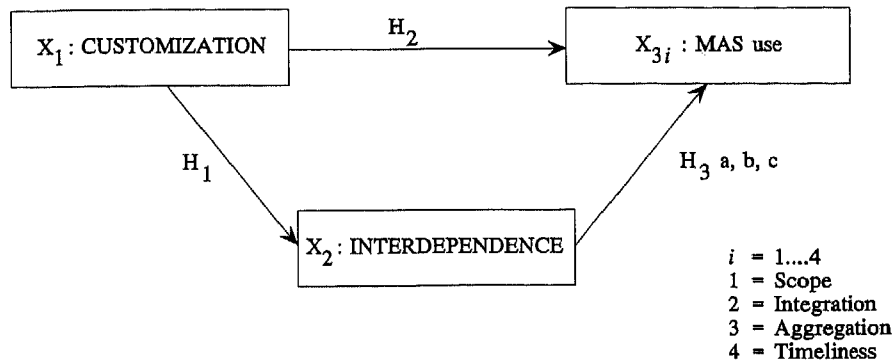 X1 : CUSTOMIZATION
H2
X3i : MAS use
H1
H3 a, b, c
X2 : INTERDEPENDENCE
i = 1....4
1 = Scope
2 = Integration
3 = Aggregation
4 = Timeliness